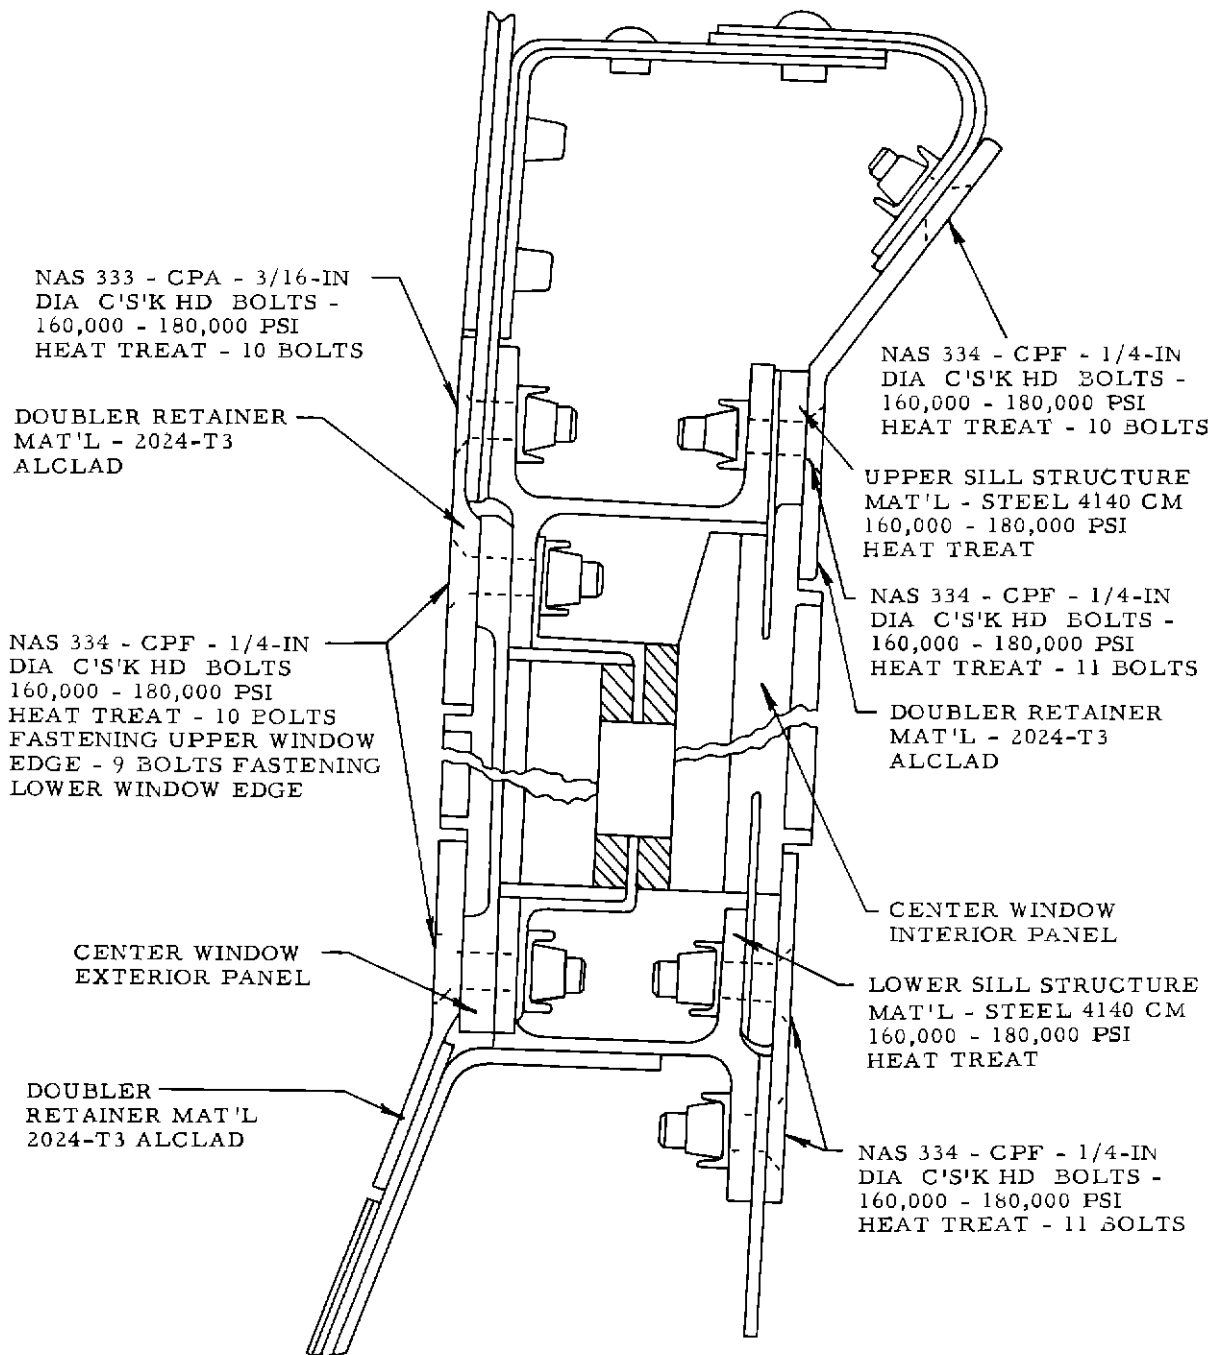 NAS 333 - CPA - 3/16-IN
DIA C'S'K HD BOLTS -
160,000 - 180,000 PSI
HEAT TREAT - 10 BOLTS
DOUBLER RETAINER
MAT'L - 2024-T3
ALCLAD
NAS 334 - CPF - 1/4-IN
DIA C'S'K HD BOLTS
160,000 - 180,000 PSI
HEAT TREAT - 10 BOLTS
FASTENING UPPER WINDOW
EDGE - 9 BOLTS FASTENING
LOWER WINDOW EDGE
CENTER WINDOW
EXTERIOR PANEL
DOUBLER
RETAINER MAT'L
2024-T3 ALCLAD
NAS 334 - CPF - 1/4-IN
DIA C'S'K HD BOLTS -
160,000 - 180,000 PSI
HEAT TREAT - 10 BOLTS
UPPER SILL STRUCTURE
MAT'L - STEEL 4140 CM
160,000 - 180,000 PSI
HEAT TREAT
NAS 334 - CPF - 1/4-IN
DIA C'S'K HD BOLTS -
160,000 - 180,000 PSI
HEAT TREAT - 11 BOLTS
DOUBLER RETAINER
MAT'L - 2024-T3
ALCLAD
CENTER WINDOW
INTERIOR PANEL
LOWER SILL STRUCTURE
MAT'L - STEEL 4140 CM
160,000 - 180,000 PSI
HEAT TREAT
NAS 334 - CPF - 1/4-IN
DIA C'S'K HD BOLTS -
160,000 - 180,000 PSI
HEAT TREAT - 11 BOLTS